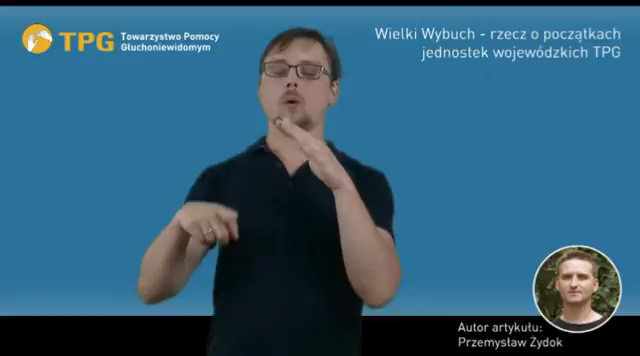 TPG
Towarzystwo Pomocy
Głuchoniewidomym
Wielki Wybuch - rzecz o początkach
jednostek wojewódzkich TPG
Autor artykułu:
Przemysław Żydok